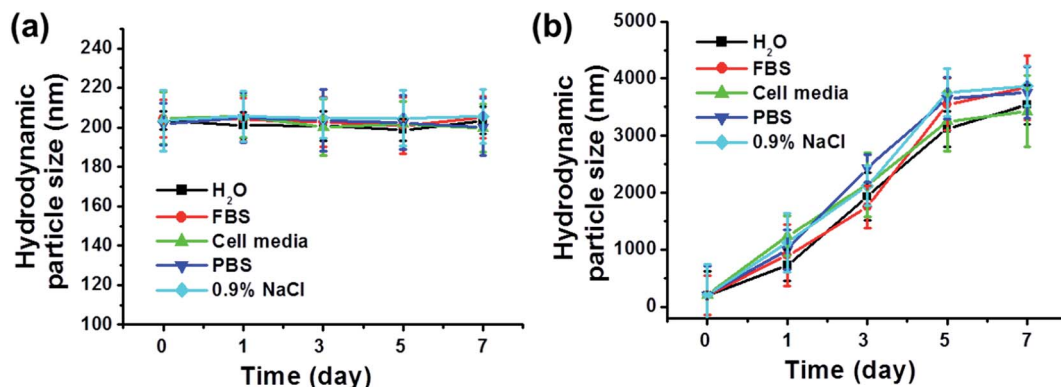 (a)
Hydrodynamic
particle size (nm)
240
220
200
180
160
140
120
100
H₂O
FBS
Cell media
PBS
0.9% NaCl
0
1
3
5
7
Time (day)
(b)
Hydrodynamic
particle size (nm)
5000
4000
3000
2000
1000
0
H₂O
FBS
Cell media
PBS
0.9% NaCl
0
1
3
5
7
Time (day)